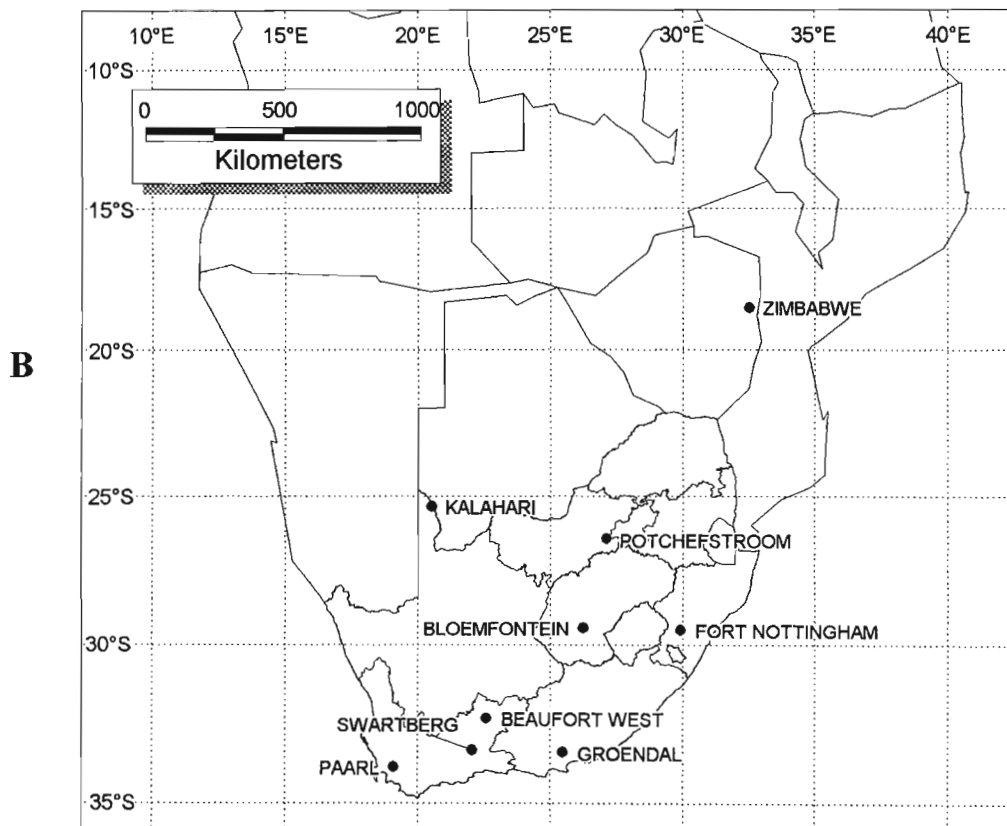 10°E 15°E 20°E 25°E 30°E 35°E 40°E
10°S
0 500 1000
Kilometers
15°S
ZIMBABWE
B
20°S
25°S
KALAHARI
POTCHEFSTROOM
BLOEMFONTEIN
FORT NOTTINGHAM
30°S
SWARTBERG
BEAUFORT WEST
GROENDAL
PAARL
35°S